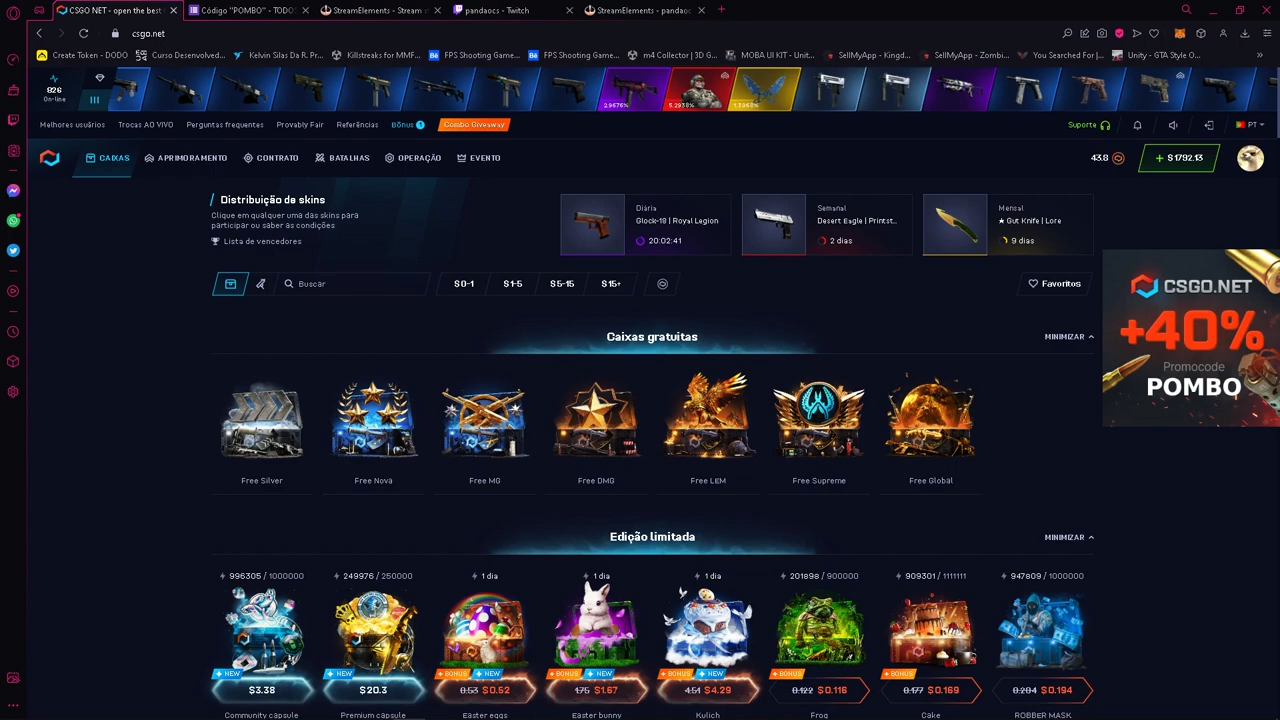 CSGO.NET - open the best
Código "POMBO" - TODOS
StreamElements - Stream s
pandaocs - Twitch
StreamElements - pandaoc
csgo.net
Create Token - DODO
Curso Desenvolved...
Kelvin Silas Da R. Pr...
Killstreaks for MMF...
FPS Shooting Game...
FPS Shooting Game...
m4 Collector | 3D G...
MOBA UI KIT - Unit...
SellMyApp - Kingd...
SellMyApp - Zombi...
You Searched For |...
Unity - GTA Style O...
826
On-line
2.9676%
5.2938%
Melhores usuários
Trocas AO VIVO
Perguntas frequentes
Provably Fair
Referências
Bônus
Combo Giveaway
Suporte
PT
CAIXAS
APRIMORAMENTO
CONTRATO
BATALHAS
OPERAÇÃO
EVENTO
43.8
+ $ 1792.13
Distribuição de skins
Clique em qualquer uma das skins para
participar ou saber as condições
Lista de vencedores
Diária
Glock-18 | Royal Legion
20:02:41
Semanal
Desert Eagle | Printst...
2 dias
Mensal
★ Gut Knife | Lore
9 dias
Buscar
$ 0-1
$ 1-5
$ 5-15
$ 15+
Favoritos
CSGO.NET
+40%
Promocode
POMBO
Caixas gratuitas
MINIMIZAR
Free Silver
Free Nova
Free MG
Free DMG
Free LEM
Free Supreme
Free Global
Edição limitada
MINIMIZAR
996305 / 1000000
249976 / 250000
1 dia
1 dia
1 dia
201898 / 900000
909301 / 1111111
947809 / 1000000
+ NEW
+ NEW
+ BONUS + NEW
+ BONUS + NEW
+ BONUS + NEW
+ BONUS
+ BONUS
$3.38
$20.3
0.53 $0.52
1.75 $1.67
4.51 $4.29
0.122 $0.116
0.177 $0.169
0.204 $0.194
Community capsule
Premium capsule
Easter eggs
Easter bunny
Kulich
Frog
Cake
ROBBER MASK